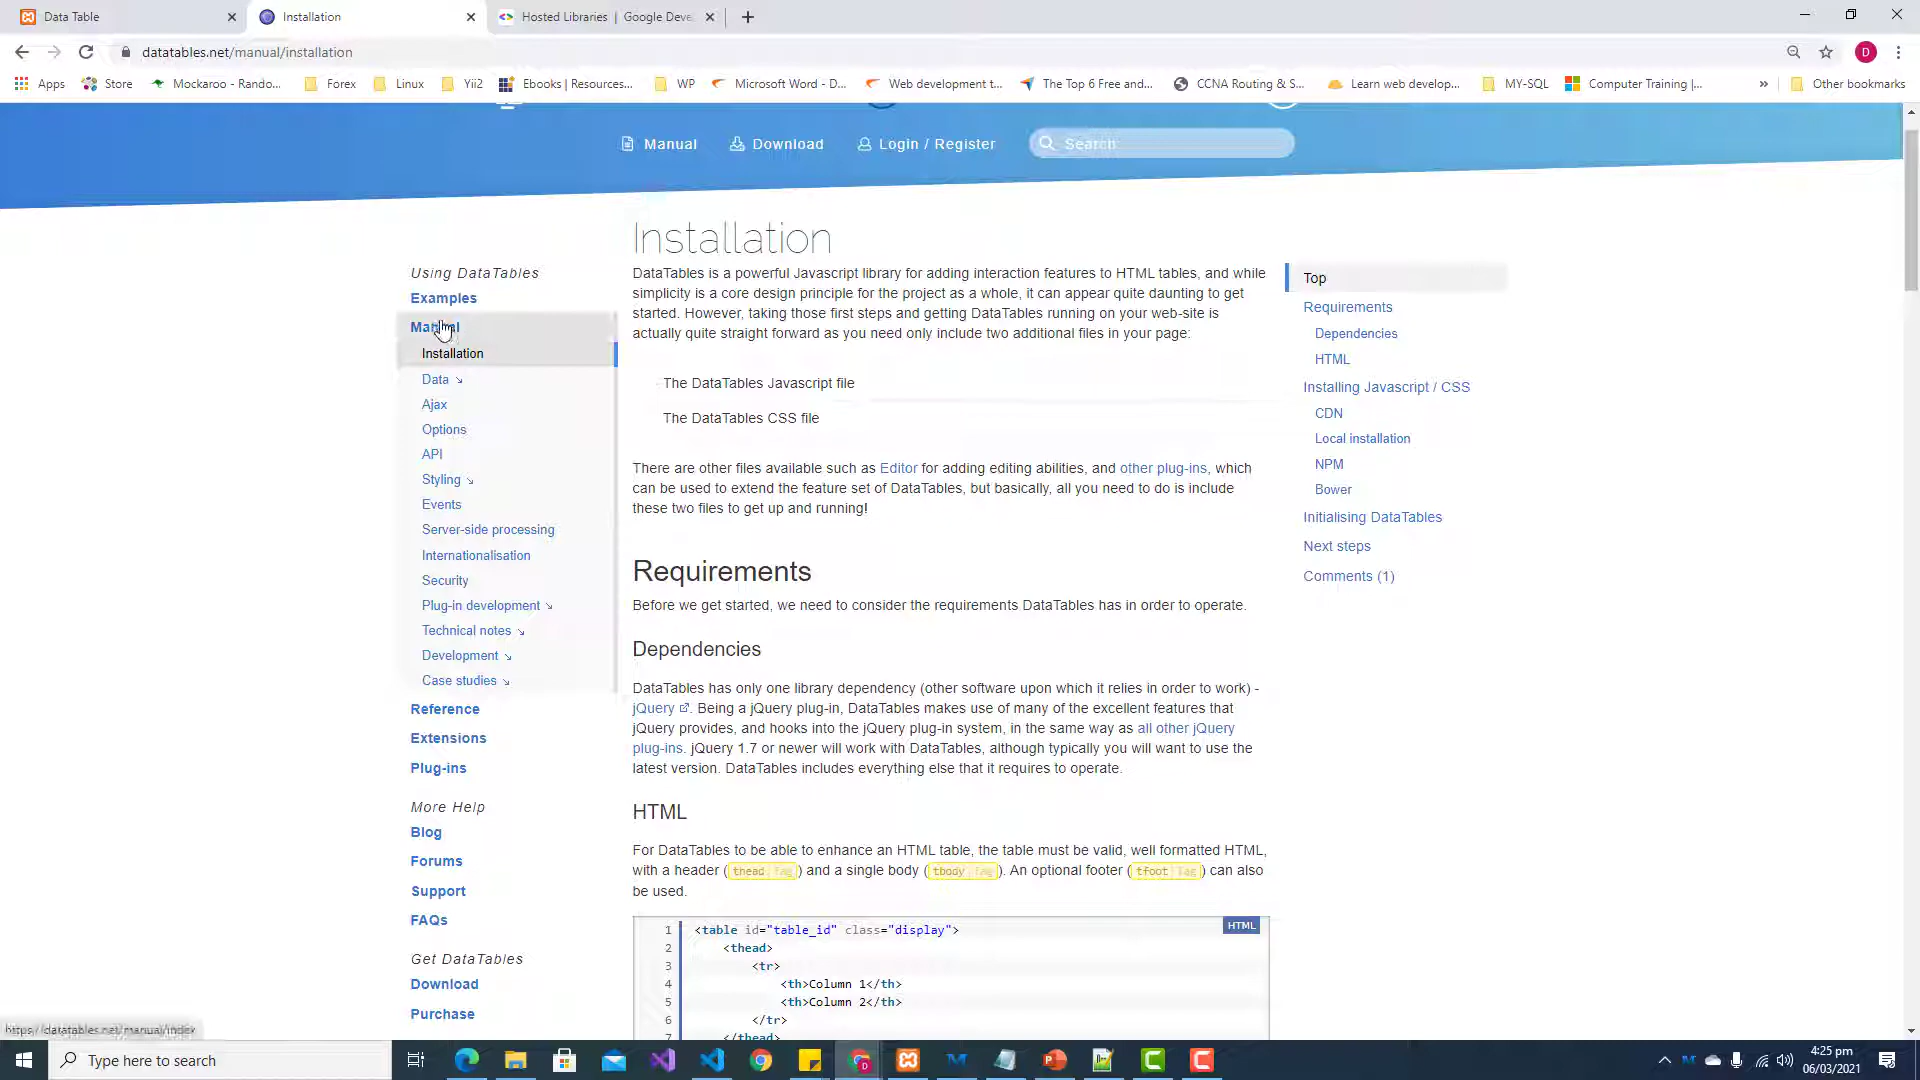 Data Table
Installation
Hosted Libraries | Google Deve
datatables.net/manual/installation
D
Apps
Store
Mockaroo - Rando...
Forex
Linux
Yii2
Ebooks | Resources...
WP
Microsoft Word - D...
Web development t...
The Top 6 Free and...
CCNA Routing & S...
Learn web develop...
MY-SQL
Computer Training |...
»
Other bookmarks
Manual
Download
Login / Register
Search
Using DataTables
Examples
Manual
Installation
Data
Ajax
Options
API
Styling
Events
Server-side processing
Internationalisation
Security
Plug-in development
Technical notes
Development
Case studies
Reference
Extensions
Plug-ins
More Help
Blog
Forums
Support
FAQs
Get DataTables
Download
Purchase
Installation
DataTables is a powerful Javascript library for adding interaction features to HTML tables, and while
simplicity is a core design principle for the project as a whole, it can appear quite daunting to get
started. However, taking those first steps and getting DataTables running on your web-site is
actually quite straight forward as you need only include two additional files in your page:
The DataTables Javascript file
The DataTables CSS file
There are other files available such as Editor for adding editing abilities, and other plug-ins, which
can be used to extend the feature set of DataTables, but basically, all you need to do is include
these two files to get up and running!
Requirements
Before we get started, we need to consider the requirements DataTables has in order to operate.
Dependencies
DataTables has only one library dependency (other software upon which it relies in order to work) -
jQuery. Being a jQuery plug-in, DataTables makes use of many of the excellent features that
jQuery provides, and hooks into the jQuery plug-in system, in the same way as all other jQuery
plug-ins. jQuery 1.7 or newer will work with DataTables, although typically you will want to use the
latest version. DataTables includes everything else that it requires to operate.
HTML
For DataTables to be able to enhance an HTML table, the table must be valid, well formatted HTML,
with a header (thead tag) and a single body (tbody tag). An optional footer (tfoot tag) can also
be used.
HTML
1 <table id="table_id" class="display">
2 <thead>
3 <tr>
4 <th>Column 1</th>
5 <th>Column 2</th>
6 </tr>
7 </thead>
Top
Requirements
Dependencies
HTML
Installing Javascript / CSS
CDN
Local installation
NPM
Bower
Initialising DataTables
Next steps
Comments (1)
https://datatables.net/manual/index
Type here to search
4:25 pm
06/03/2021